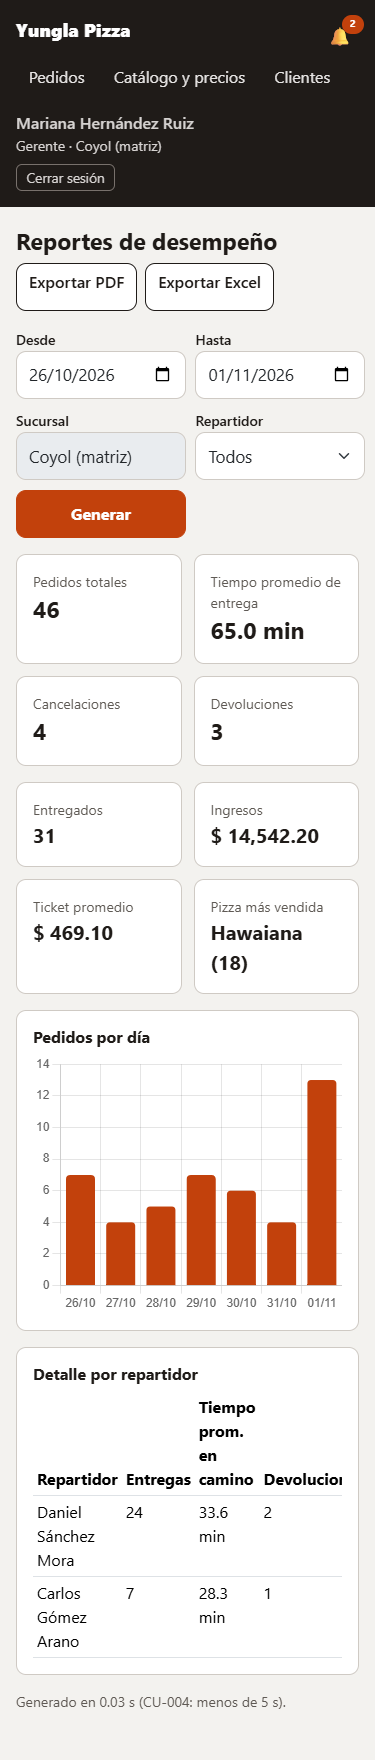 Yungla Pizza
2
Pedidos Catálogo y precios Clientes
Mariana Hernández Ruiz
Gerente · Coyol (matriz)
Cerrar sesión
Reportes de desempeño
Exportar PDF Exportar Excel
Desde Hasta
26/10/2026 01/11/2026
Sucursal Repartidor
Coyol (matriz) Todos
Generar
Pedidos totales
46
Tiempo promedio de
entrega
65.0 min
Cancelaciones
4
Devoluciones
3
Entregados
31
Ingresos
$ 14,542.20
Ticket promedio
$ 469.10
Pizza más vendida
Hawaiana
(18)
Pedidos por día
14
12
10
8
6
4
2
0
26/10 27/10 28/10 29/10 30/10 31/10 01/11
Detalle por repartidor
Repartidor Entregas Tiempo
prom.
en
camino Devolucion
Daniel
Sánchez
Mora
24
33.6
min
2
Carlos
Gómez
Arano
7
28.3
min
1
Generado en 0.03 s (CU-004: menos de 5 s).